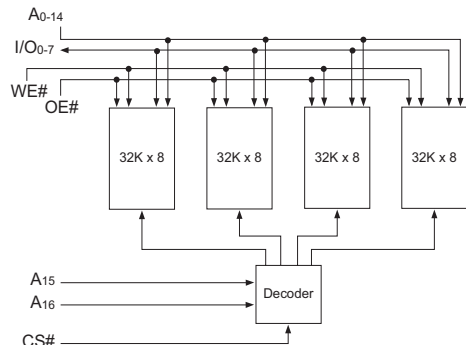 A0-14
I/O0-7
WE#
OE#
32K x 8
32K x 8
32K x 8
32K x 8
A15
A16
Decoder
CS#